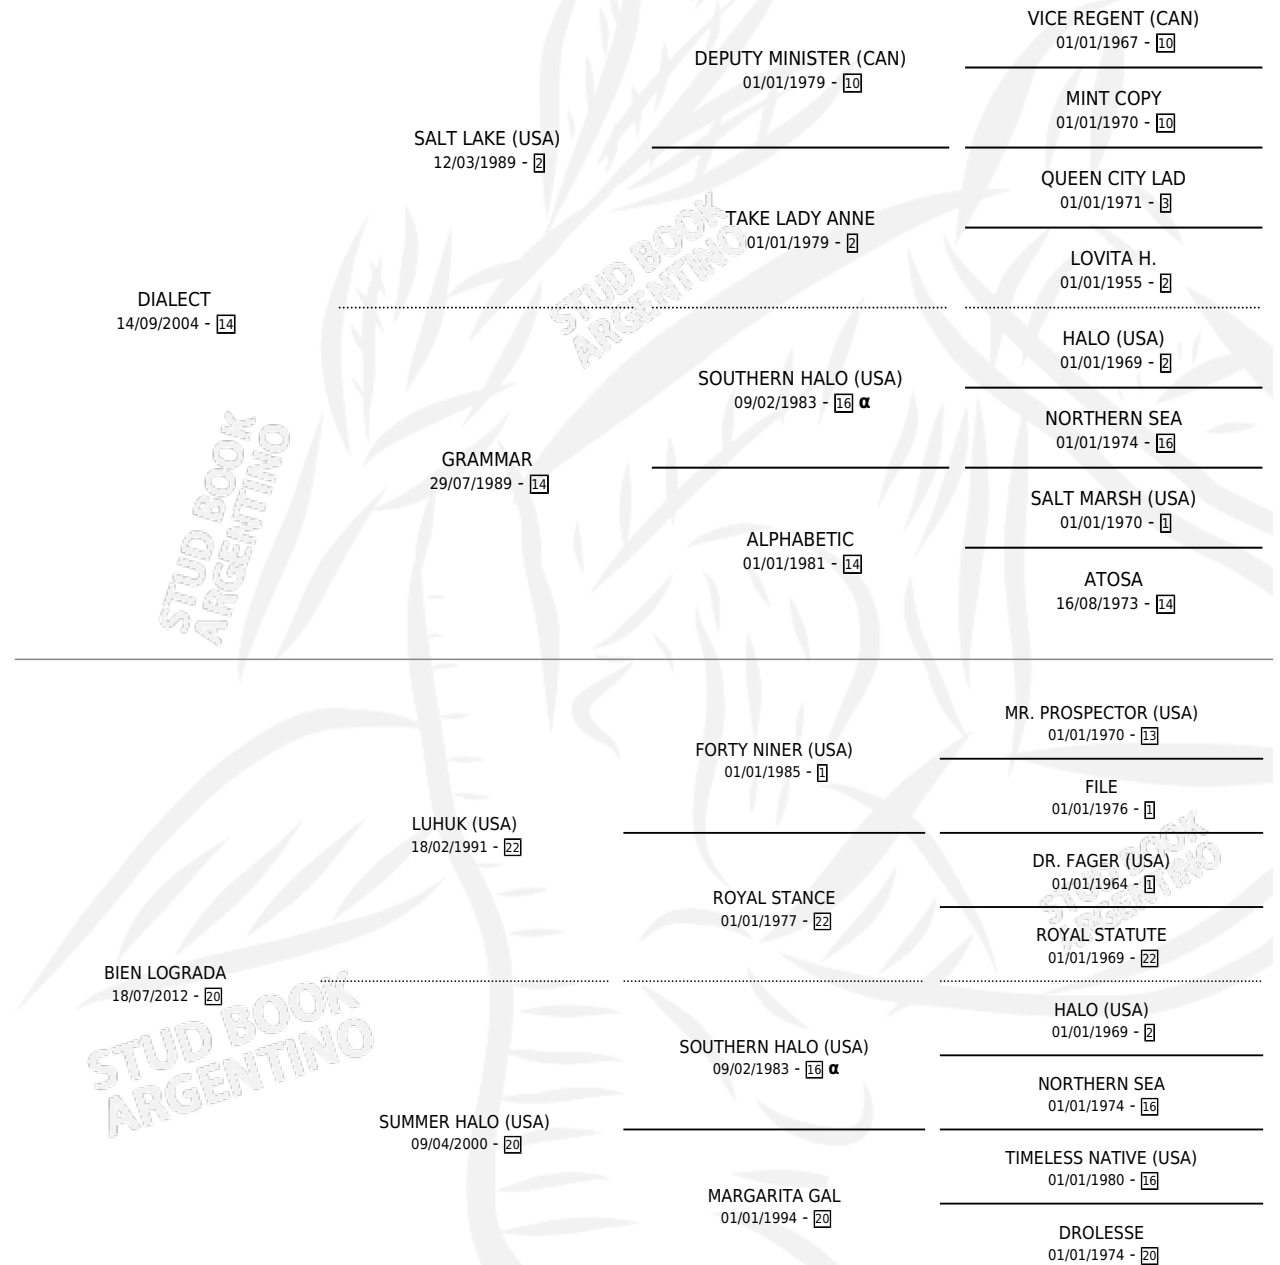 VICE REGENT (CAN)
01/01/1967 - 10
DEPUTY MINISTER (CAN)
01/01/1979 - 10
MINT COPY
01/01/1970 - 10
SALT LAKE (USA)
12/03/1989 - 2
QUEEN CITY LAD
01/01/1971 - 3
TAKE LADY ANNE
01/01/1979 - 2
LOVITA H.
01/01/1955 - 2
DIALECT
14/09/2004 - 14
HALO (USA)
01/01/1969 - 2
SOUTHERN HALO (USA)
09/02/1983 - 16 α
NORTHERN SEA
01/01/1974 - 16
GRAMMAR
29/07/1989 - 14
SALT MARSH (USA)
01/01/1970 - 1
ALPHABETIC
01/01/1981 - 14
ATOSA
16/08/1973 - 14
MR. PROSPECTOR (USA)
01/01/1970 - 13
FORTY NINER (USA)
01/01/1985 - 1
FILE
01/01/1976 - 1
LUHUK (USA)
18/02/1991 - 22
DR. FAGER (USA)
01/01/1964 - 1
ROYAL STANCE
01/01/1977 - 22
ROYAL STATUTE
01/01/1969 - 22
BIEN LOGRADA
18/07/2012 - 20
HALO (USA)
01/01/1969 - 2
SOUTHERN HALO (USA)
09/02/1983 - 16 α
NORTHERN SEA
01/01/1974 - 16
SUMMER HALO (USA)
09/04/2000 - 20
TIMELESS NATIVE (USA)
01/01/1980 - 16
MARGARITA GAL
01/01/1994 - 20
DROLESSE
01/01/1974 - 20
STUD BOOK
ARGENTINO
STUD BOOK
ARGENTINO
STUD BOOK
ARGENTINO
STUD BOOK
ARGENTINO